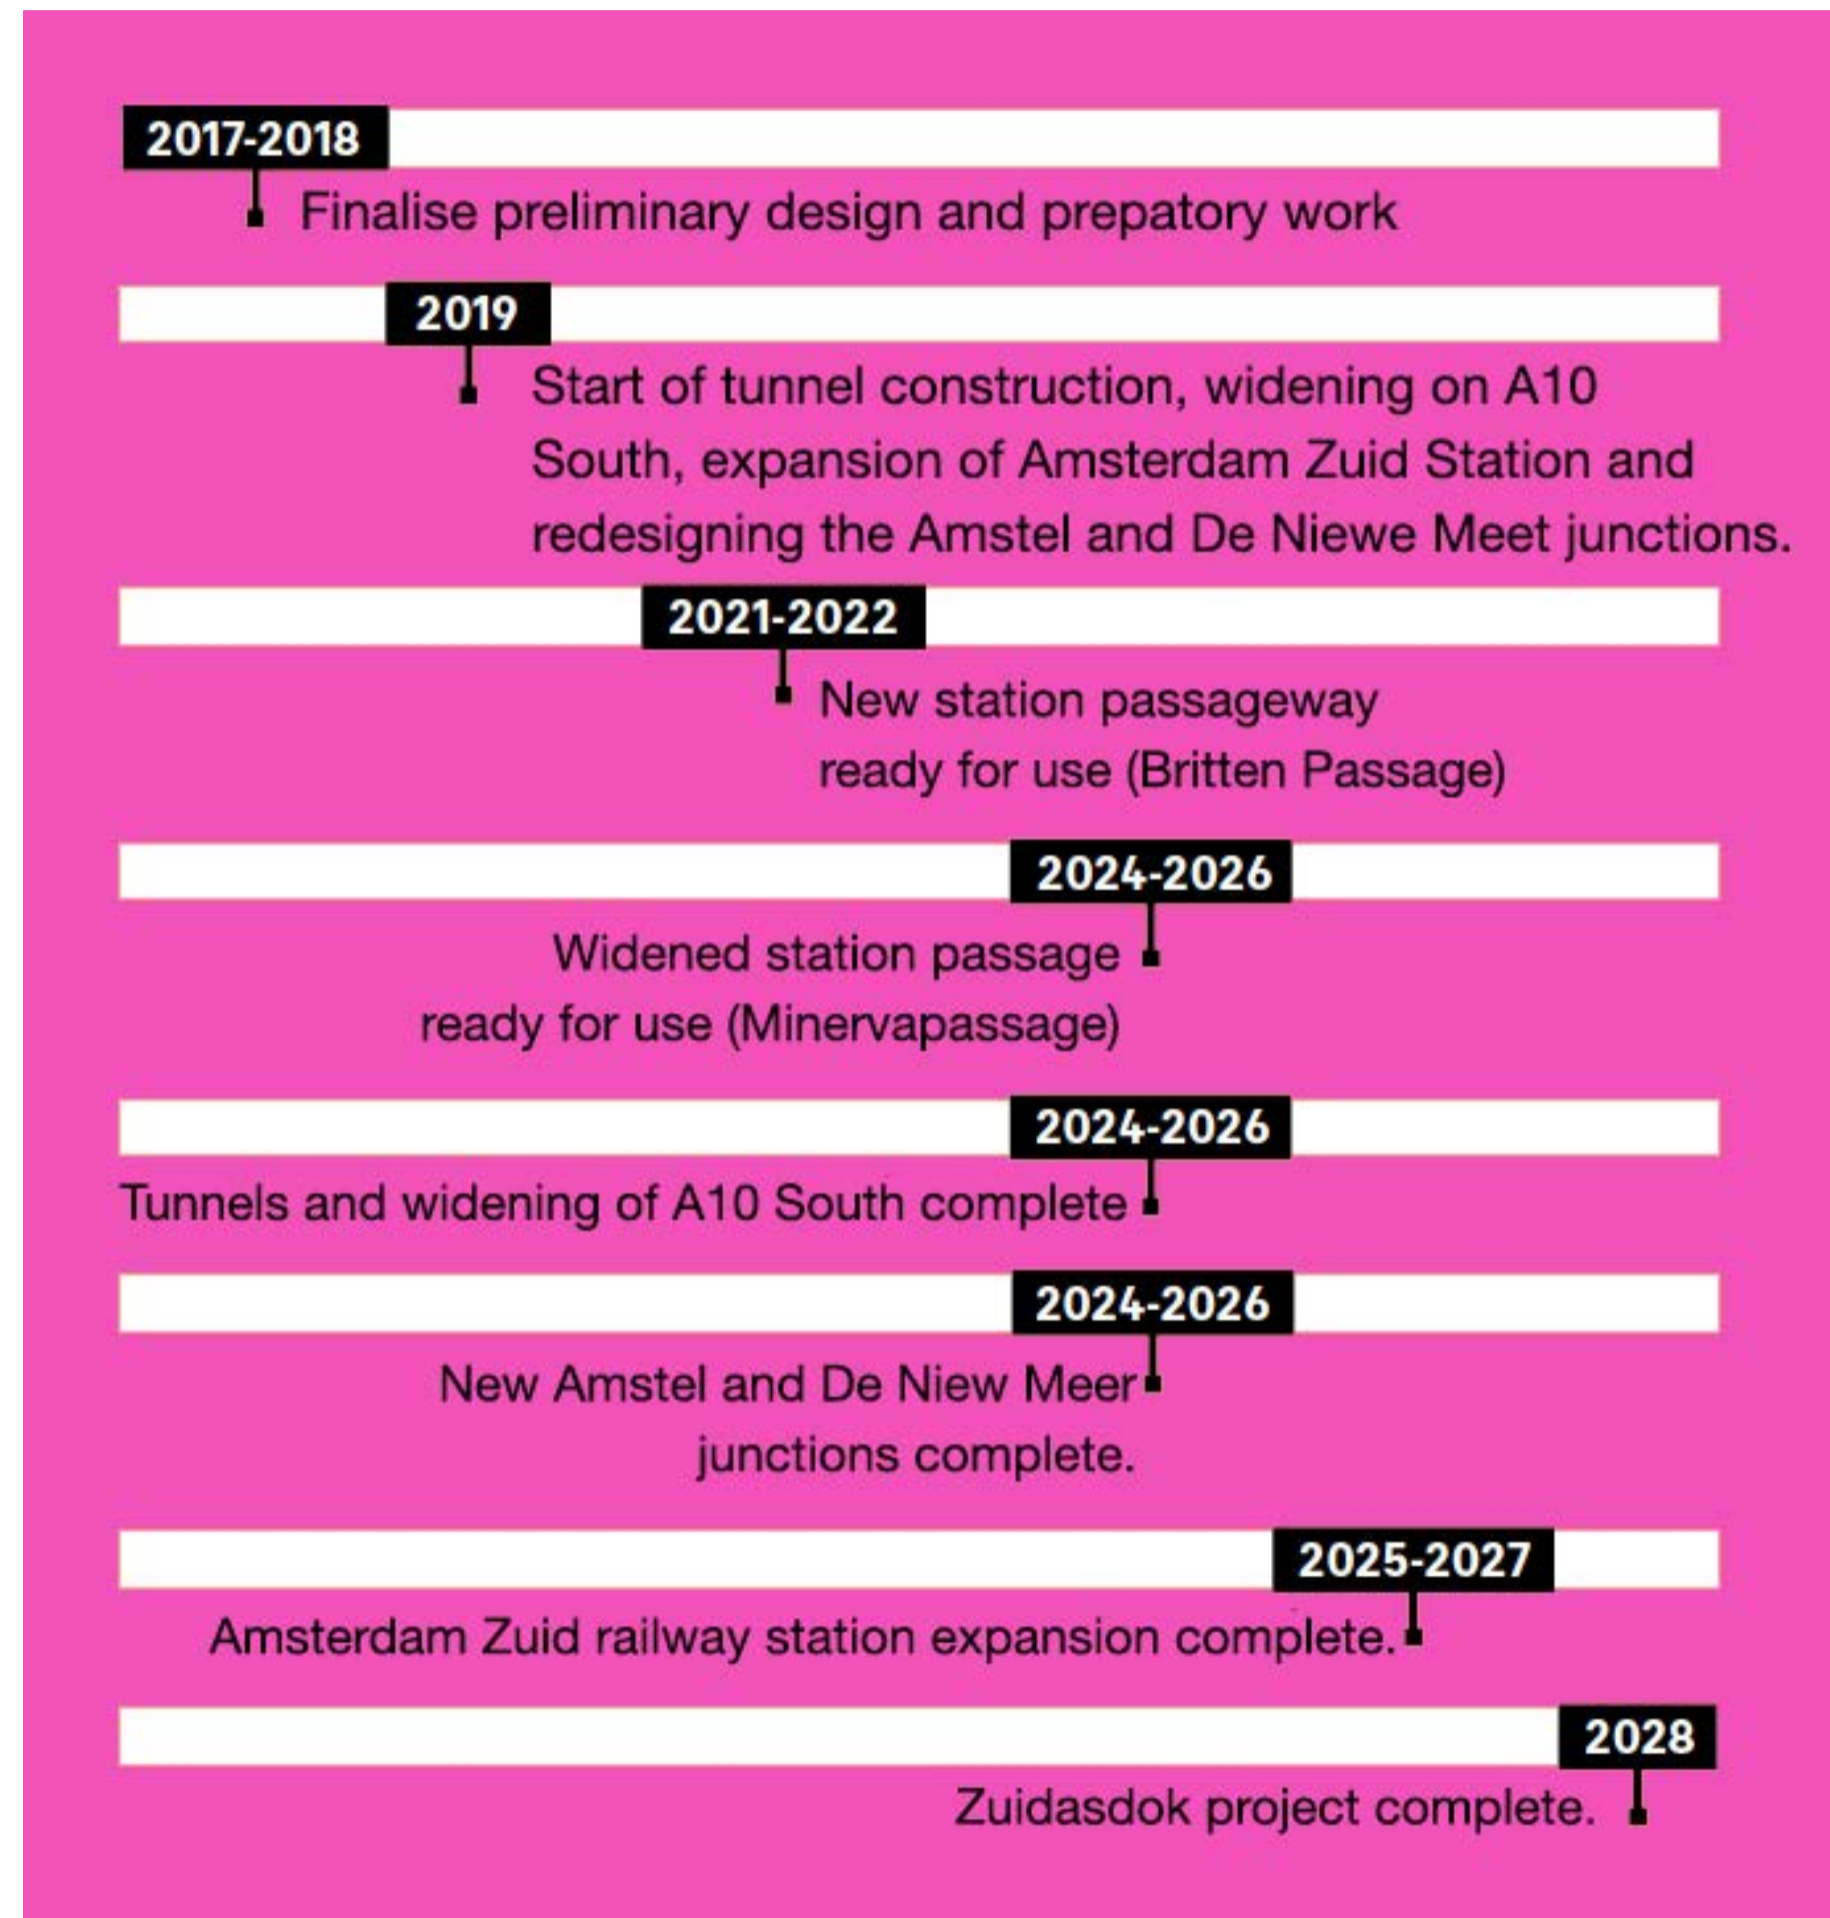 2017-2018
Finalise preliminary design and prepatory work
2019
Start of tunnel construction, widening on A10
South, expansion of Amsterdam Zuid Station and
redesigning the Amstel and De Niewe Meet junctions.
2021-2022
New station passageway
ready for use (Britten Passage)
2024-2026
Widened station passage
ready for use (Minervapassage)
2024-2026
Tunnels and widening of A10 South complete
2024-2026
New Amstel and De Niew Meer
junctions complete.
2025-2027
Amsterdam Zuid railway station expansion complete.
2028
Zuidasdok project complete.